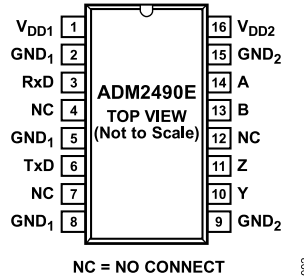 VDD1 1
GND1 2
RxD 3
NC 4
GND1 5
TxD 6
NC 7
GND1 8
ADM2490E
TOP VIEW
(Not to Scale)
16 VDD2
15 GND2
14 A
13 B
12 NC
11 Z
10 Y
9 GND2
NC = NO CONNECT